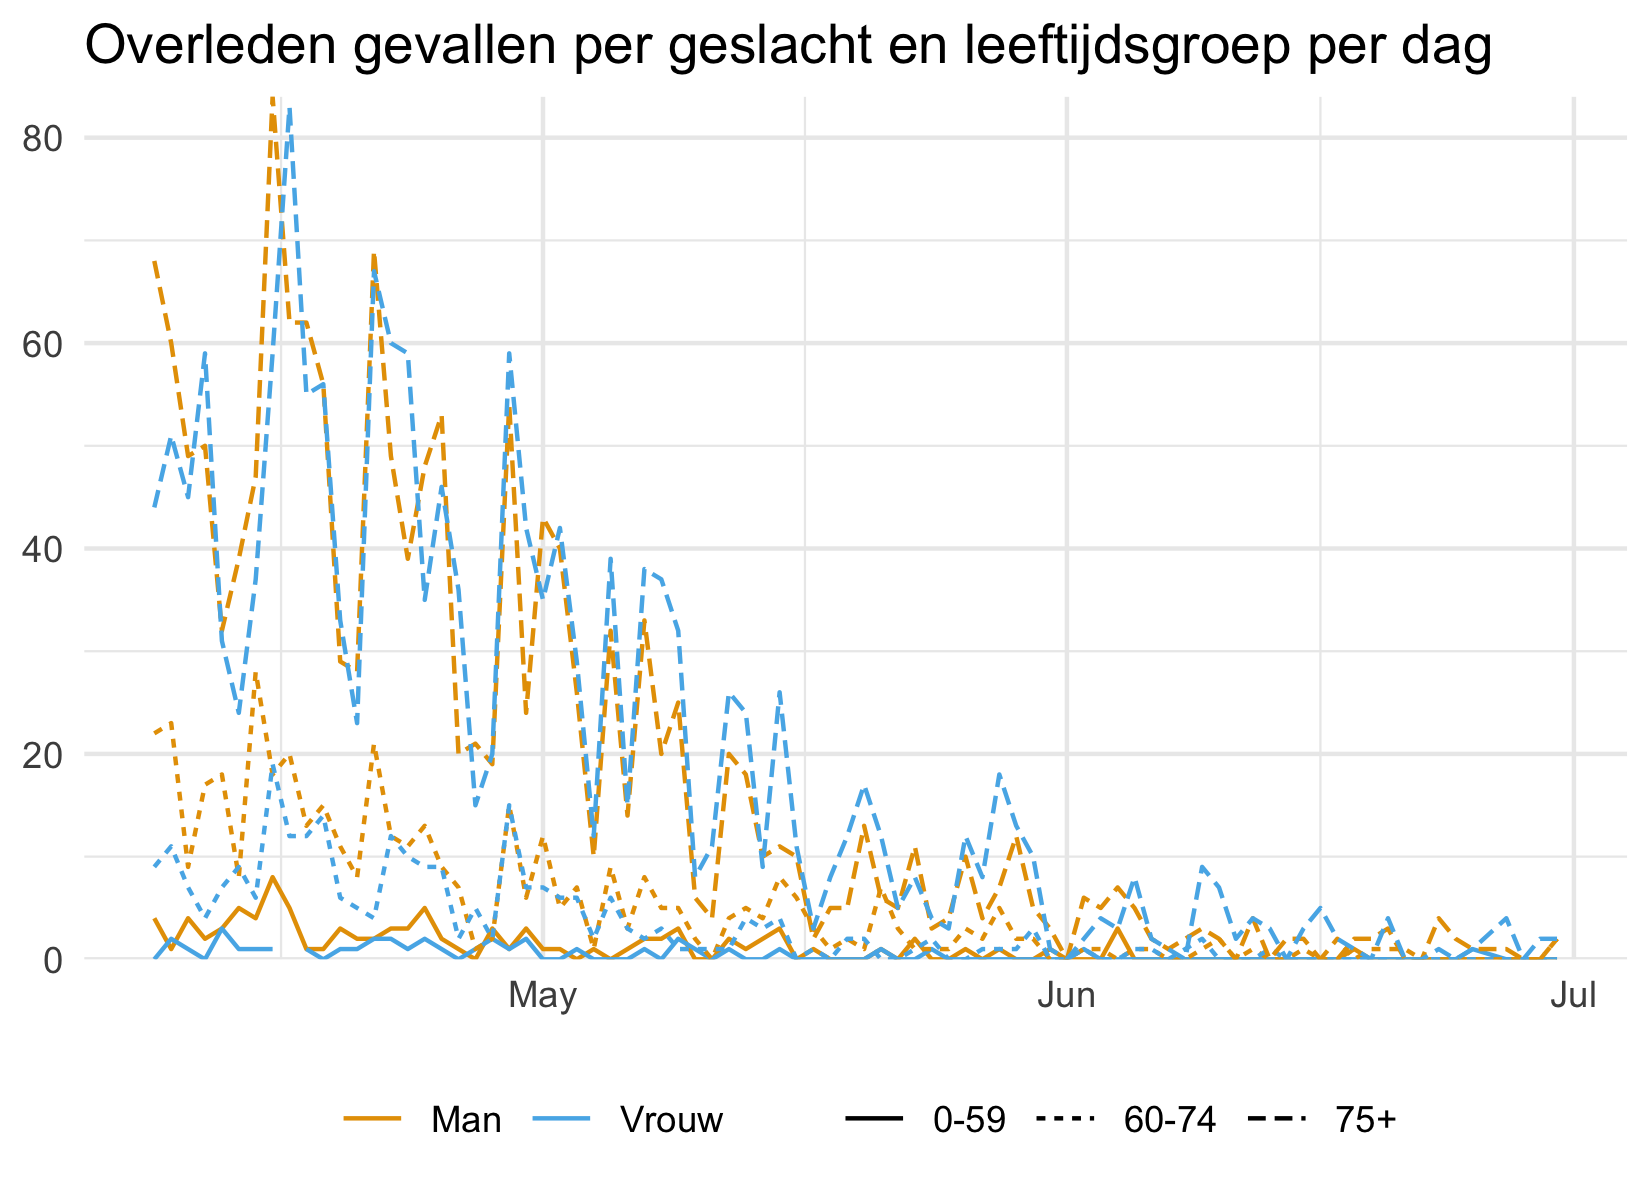 Overleden gevallen per geslacht en leeftijdsgroep per dag
80
60
40
20
0
May Jun Jul
Man Vrouw 0-59 60-74 75+